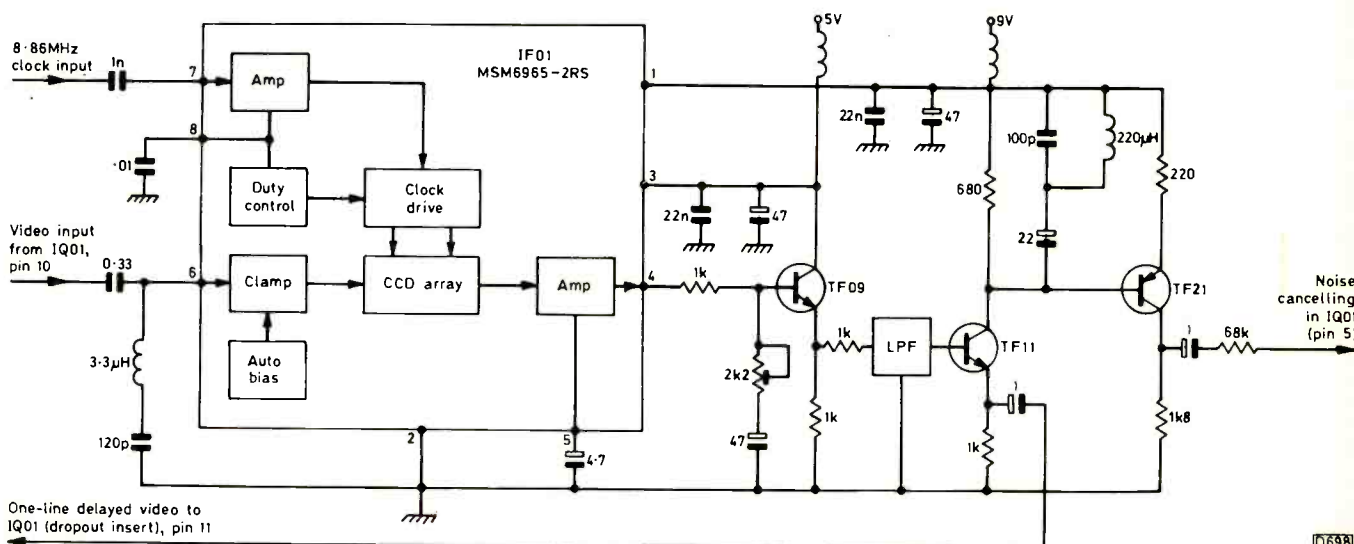 8·86MHz
clock input
1n
7
Amp
8
·01
Duty
control
Clock
drive
IF01
MSM6965-2RS
1
3
Video input
from IQ01,
pin 10
0·33
6
Clamp
CCD array
Amp
4
Auto
bias
3·3μH
120p
2
5
4·7
5V
9V
22n
47
22n
47
100p
220μH
680
220
22
1k
TF09
TF21
2k2
47
1k
LPF
TF11
1k
1k
1k8
68k
Noise
cancelling
in IQ01
(pin 5)
One-line delayed video to
IQ01 (dropout insert), pin 11
D698